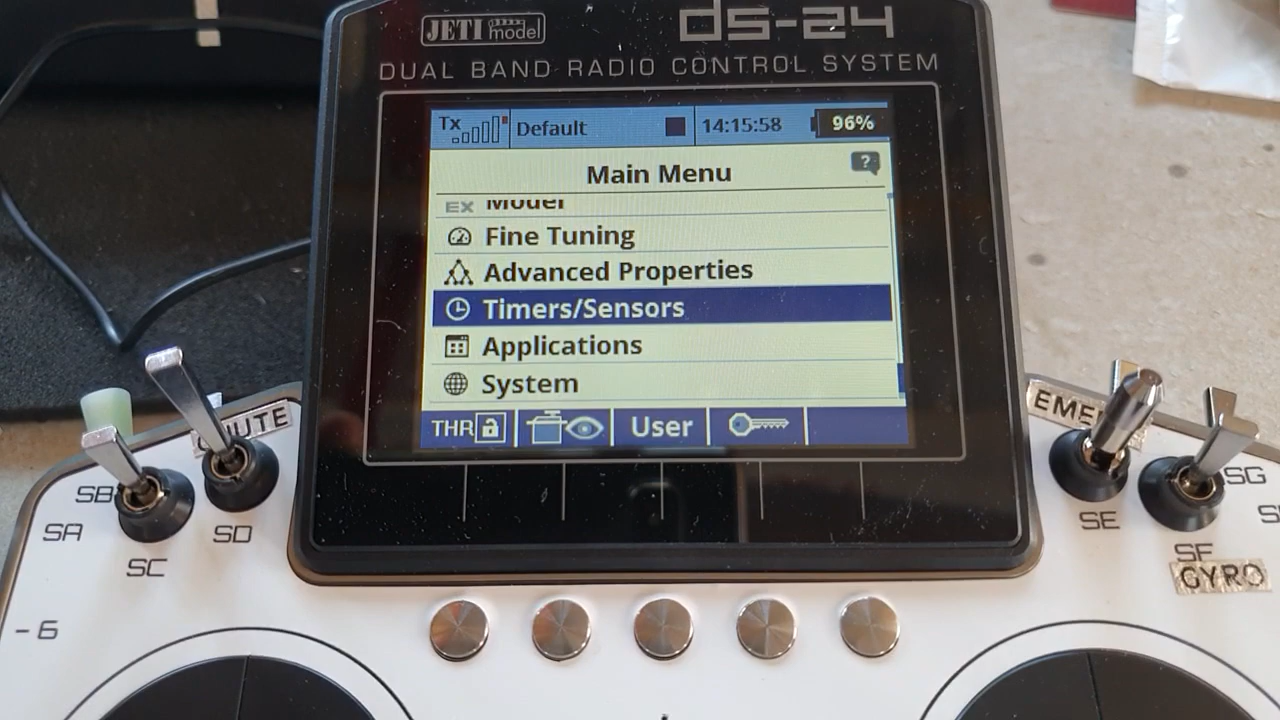 JETI model
ds-24
DUAL BAND RADIO CONTROL SYSTEM
Tx Default 14:15:58 96%
Main Menu ?
EX Model
Fine Tuning
Advanced Properties
Timers/Sensors
Applications
System
THR User
SB
SA
SC
SD
SE
SG
SF
GYRO
- 6